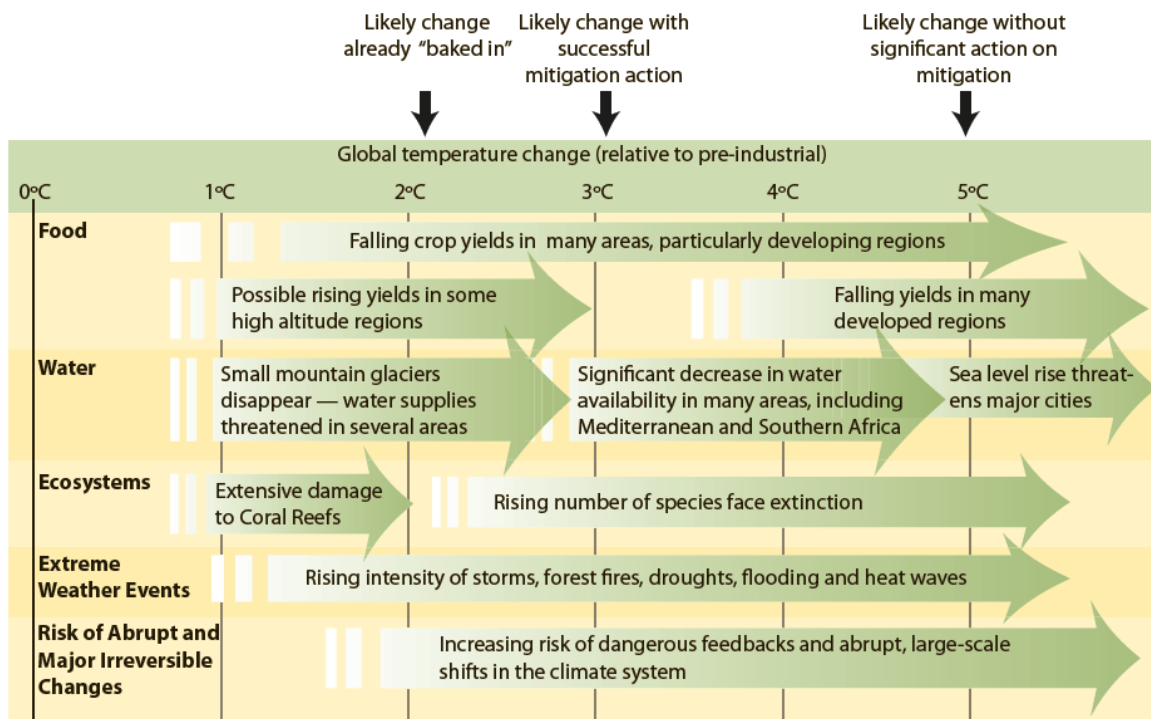 Likely change
already “baked in”
Likely change with
successful
mitigation action
Likely change without
significant action on
mitigation
Global temperature change (relative to pre-industrial)
0ºC 1ºC 2ºC 3ºC 4ºC 5ºC
Food
Falling crop yields in many areas, particularly developing regions
Possible rising yields in some
high altitude regions
Falling yields in many
developed regions
Water
Small mountain glaciers
disappear — water supplies
threatened in several areas
Significant decrease in water
availability in many areas, including
Mediterranean and Southern Africa
Sea level rise threat-
ens major cities
Ecosystems
Extensive damage
to Coral Reefs
Rising number of species face extinction
Extreme
Weather Events
Rising intensity of storms, forest fires, droughts, flooding and heat waves
Risk of Abrupt and
Major Irreversible
Changes
Increasing risk of dangerous feedbacks and abrupt, large-scale
shifts in the climate system